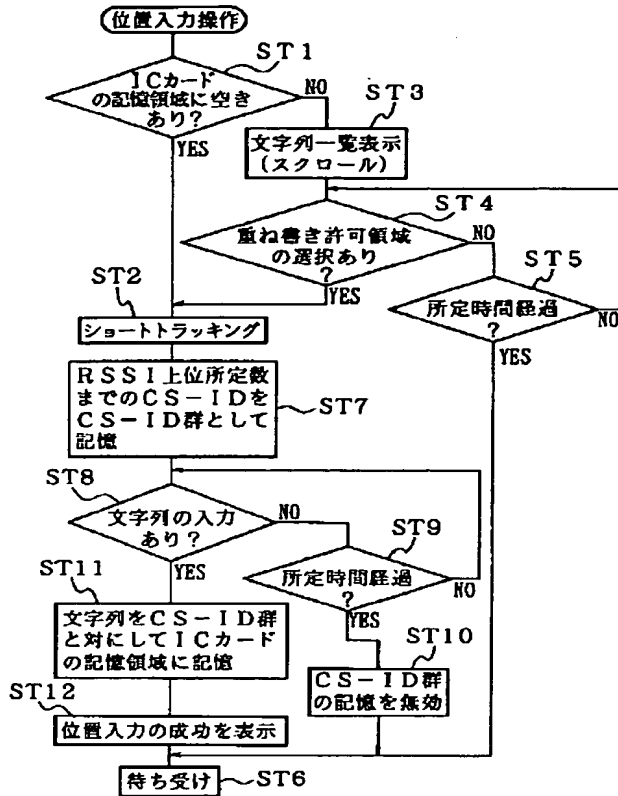 位置入力操作
ST1
ICカード
の記憶領域に空き
あり?
NO
YES
ST3
文字列一覧表示
(スクロール)
ST4
重ね書き許可領域
の選択あり
?
NO
YES
ST5
所定時間経過
?
NO
YES
ST2
ショートトラッキング
RSSI上位所定数
までのCS-IDを
CS-ID群として
記憶
ST7
ST8
文字列の入力
あり?
NO
YES
ST9
所定時間経過
?
NO
YES
ST11
文字列をCS-ID群
と対にしてICカード
の記憶領域に記憶
ST10
CS-ID群
の記憶を無効
ST12
位置入力の成功を表示
待ち受け
ST6